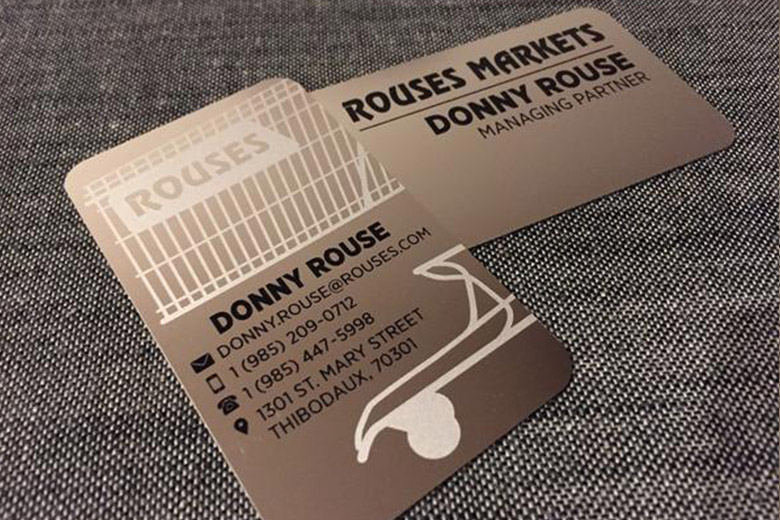 ROUSES MARKETS
DONNY ROUSE
MANAGING PARTNER
ROUSES
DONNY ROUSE
DONNY.ROUSE@ROUSES.COM
1 (985) 209-0712
1 (985) 447-5998
1301 ST. MARY STREET
THIBODAUX, 70301